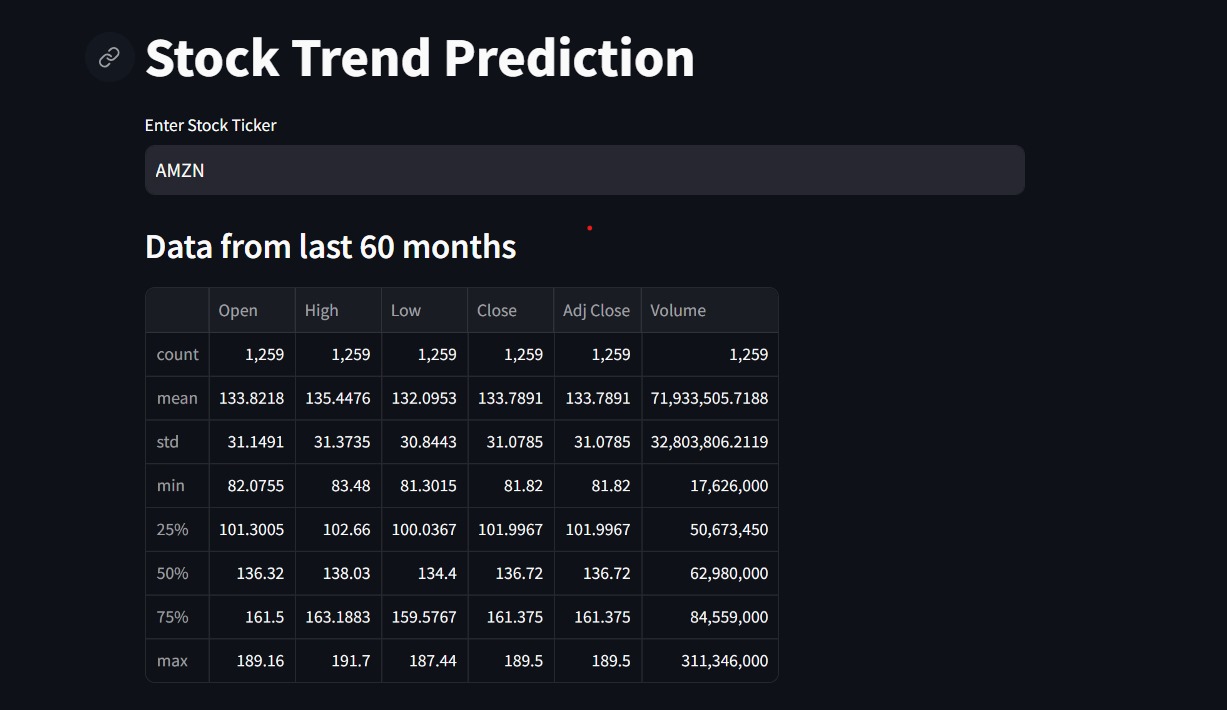 Stock Trend Prediction
Enter Stock Ticker
AMZN
Data from last 60 months
Open High Low Close Adj Close Volume
count 1,259 1,259 1,259 1,259 1,259 1,259
mean 133.8218 135.4476 132.0953 133.7891 133.7891 71,933,505.7188
std 31.1491 31.3735 30.8443 31.0785 31.0785 32,803,806.2119
min 82.0755 83.48 81.3015 81.82 81.82 17,626,000
25% 101.3005 102.66 100.0367 101.9967 101.9967 50,673,450
50% 136.32 138.03 134.4 136.72 136.72 62,980,000
75% 161.5 163.1883 159.5767 161.375 161.375 84,559,000
max 189.16 191.7 187.44 189.5 189.5 311,346,000